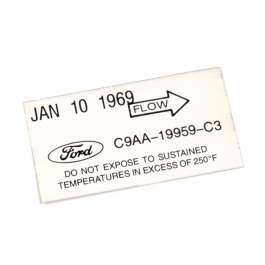 JAN 10 1969
FLOW
Ford
C9AA-19959-C3
DO NOT EXPOSE TO SUSTAINED
TEMPERATURES IN EXCESS OF 250°F